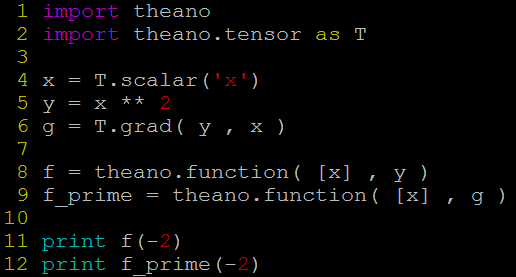 1 import theano
2 import theano.tensor as T
3
4 x = T.scalar('x')
5 y = x ** 2
6 g = T.grad( y , x )
7
8 f = theano.function( [x] , y )
9 f_prime = theano.function( [x] , g )
10
11 print f(-2)
12 print f_prime(-2)